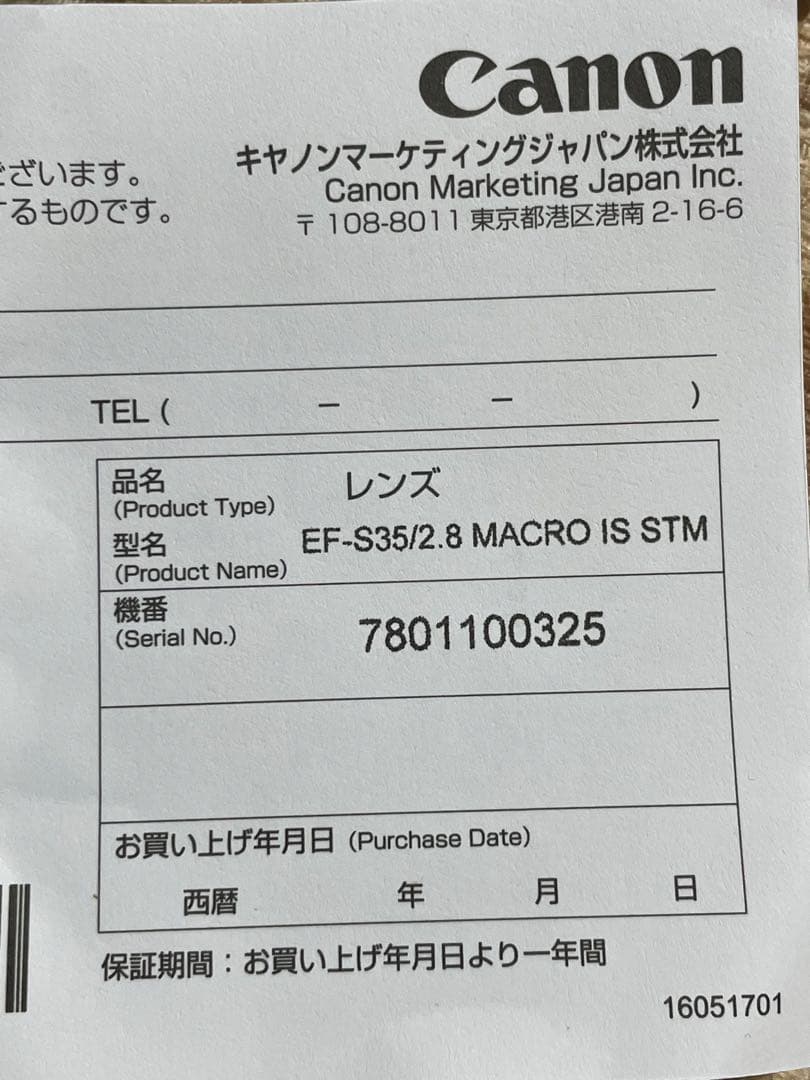 Canon
キヤノンマーケティングジャパン株式会社
ございます。
Canon Marketing Japan Inc.
するものです。
〒108-8011 東京都港区港南 2-16-6
TEL ( − − )
品名 レンズ
(Product Type)
型名 EF-S35/2.8 MACRO IS STM
(Product Name)
機番 7801100325
(Serial No.)
お買い上げ年月日 (Purchase Date)
西暦 年 月 日
保証期間：お買い上げ年月日より一年間
16051701